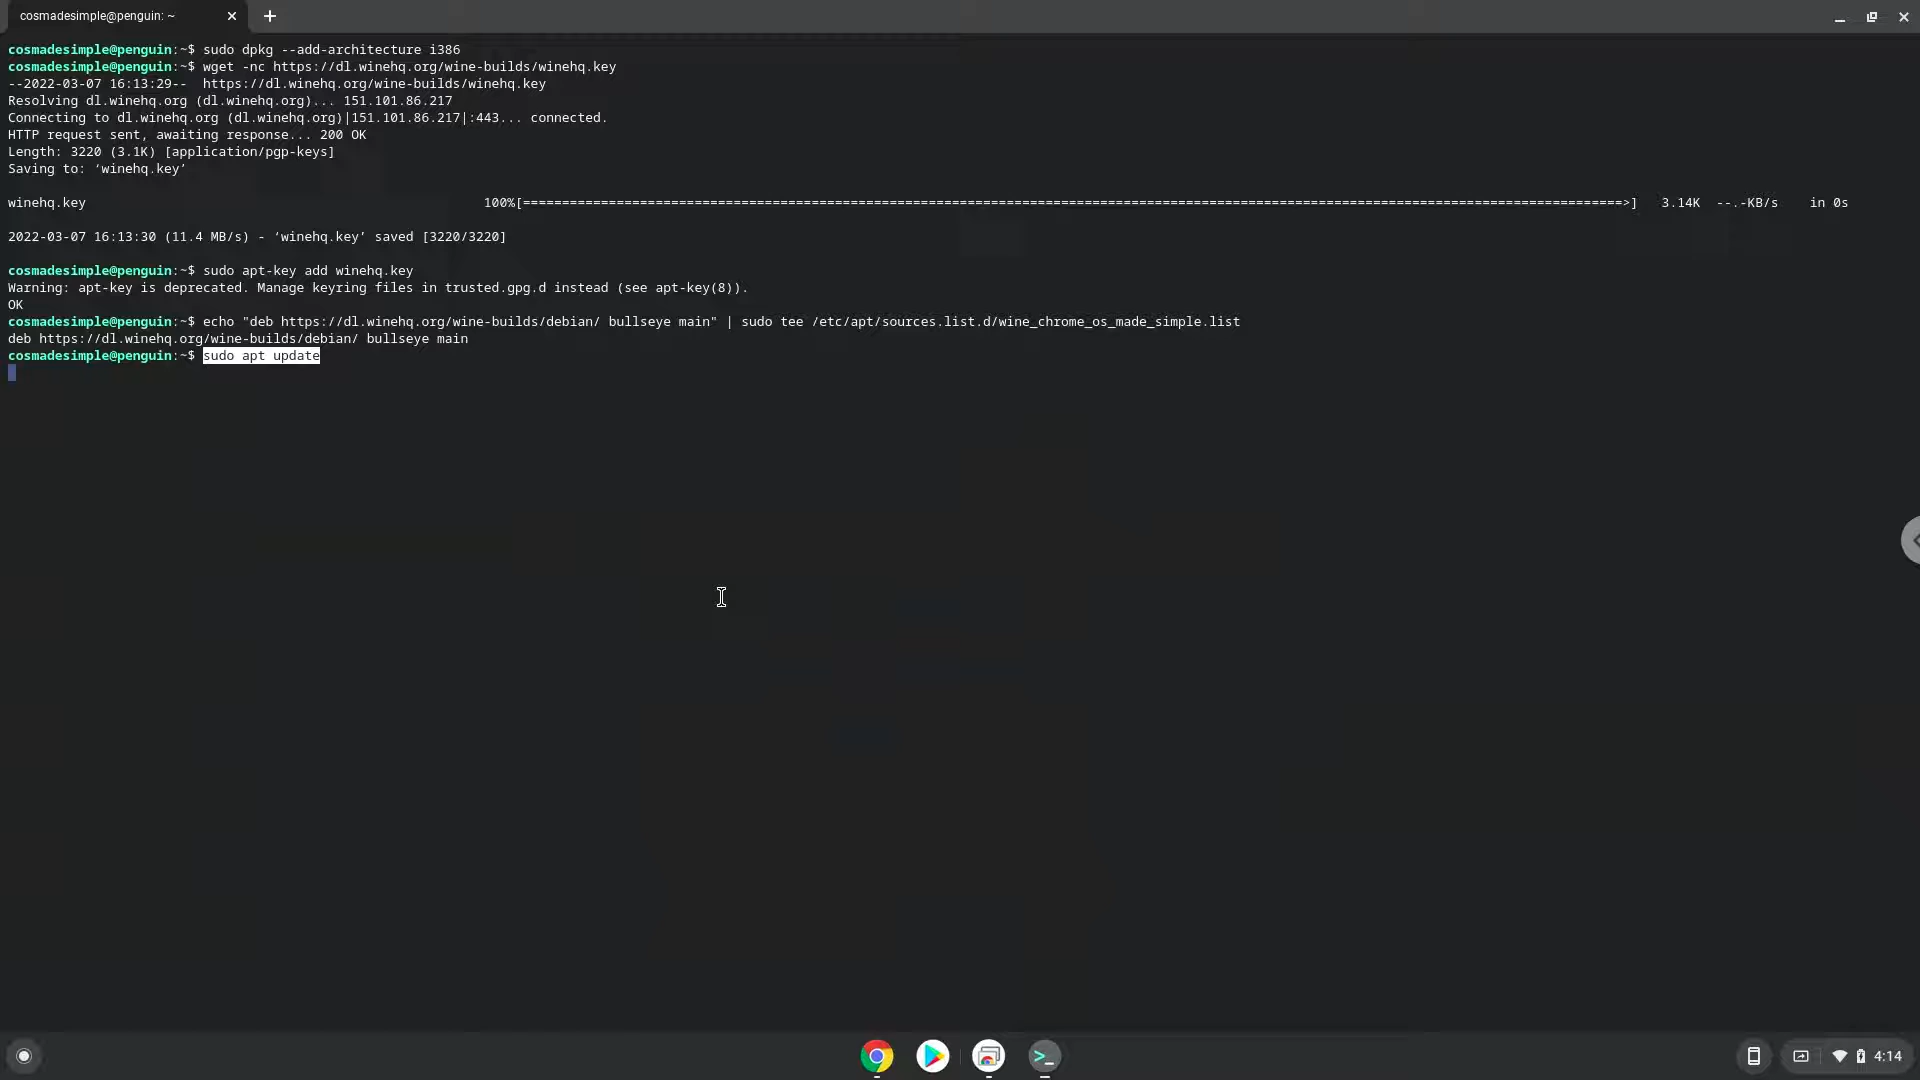 cosmadesimple@penguin: ~
cosmadesimple@penguin:~$ sudo dpkg --add-architecture i386
cosmadesimple@penguin:~$ wget -nc https://dl.winehq.org/wine-builds/winehq.key
--2022-03-07 16:13:29--  https://dl.winehq.org/wine-builds/winehq.key
Resolving dl.winehq.org (dl.winehq.org)... 151.101.86.217
Connecting to dl.winehq.org (dl.winehq.org)|151.101.86.217|:443... connected.
HTTP request sent, awaiting response... 200 OK
Length: 3220 (3.1K) [application/pgp-keys]
Saving to: ‘winehq.key’
winehq.key 100%[=============================================================================================================================================>] 3.14K --.-KB/s in 0s
2022-03-07 16:13:30 (11.4 MB/s) - ‘winehq.key’ saved [3220/3220]
cosmadesimple@penguin:~$ sudo apt-key add winehq.key
Warning: apt-key is deprecated. Manage keyring files in trusted.gpg.d instead (see apt-key(8)).
OK
cosmadesimple@penguin:~$ echo "deb https://dl.winehq.org/wine-builds/debian/ bullseye main" | sudo tee /etc/apt/sources.list.d/wine_chrome_os_made_simple.list
deb https://dl.winehq.org/wine-builds/debian/ bullseye main
cosmadesimple@penguin:~$ sudo apt update
4:14